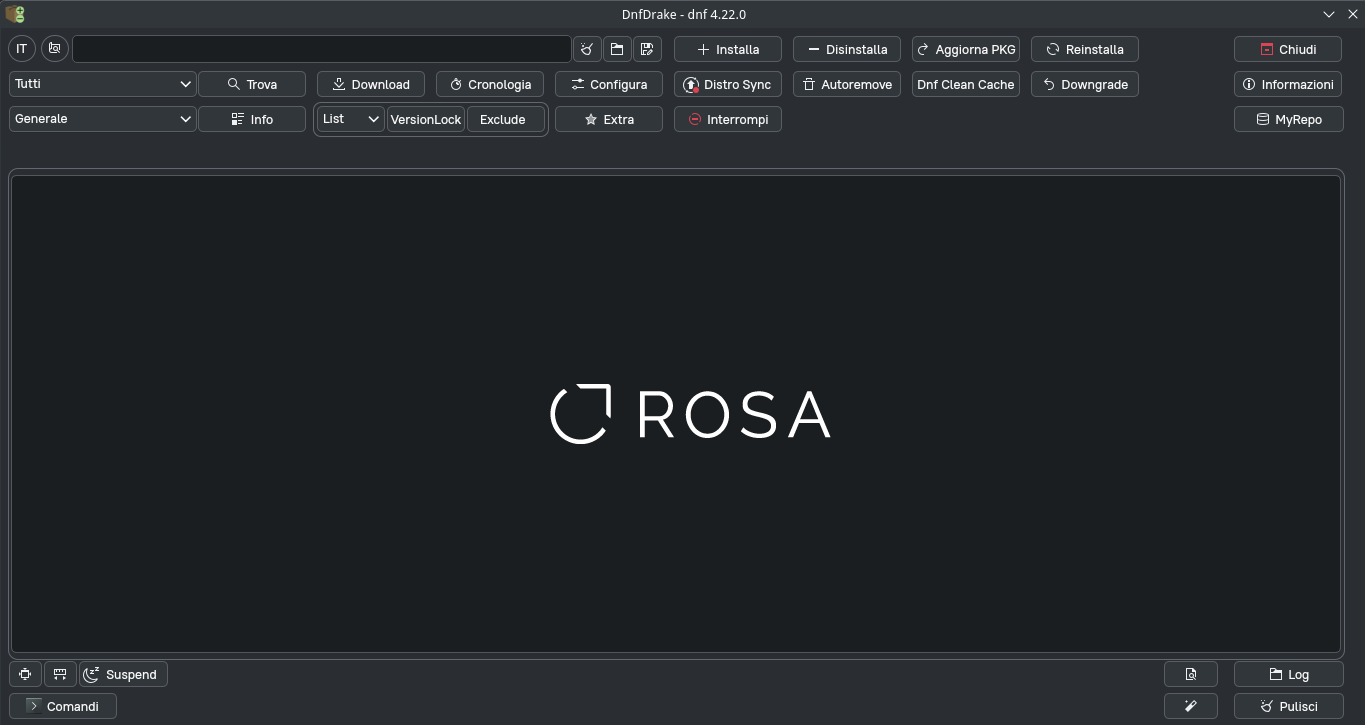 DnfDrake - dnf 4.22.0
IT Installa Disinstalla Aggiorna PKG Reinstalla Chiudi
Tutti Trova Download Cronologia Configura Distro Sync Autoremove Dnf Clean Cache Downgrade Informazioni
Generale Info List VersionLock Exclude Extra Interrompi MyRepo
ROSA
Suspend Log
Comandi Pulisci